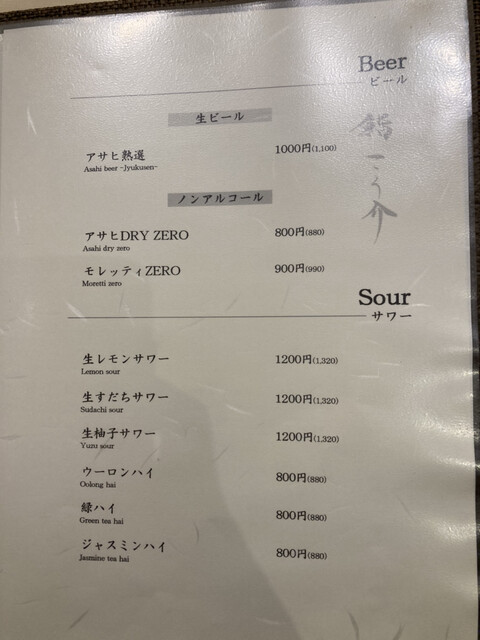 Beer
ビール
生ビール
アサヒ熟選 1000円(1,100)
Asahi beer -Jyukusen-
ノンアルコール
アサヒDRY ZERO 800円(880)
Asahi dry zero
モレッティZERO 900円(990)
Moretti zero
鮨こう介
Sour
サワー
生レモンサワー 1200円(1,320)
Lemon sour
生すだちサワー 1200円(1,320)
Sudachi sour
生柚子サワー 1200円(1,320)
Yuzu sour
ウーロンハイ 800円(880)
Oolong hai
緑ハイ 800円(880)
Green tea hai
ジャスミンハイ 800円(880)
Jasmine tea hai